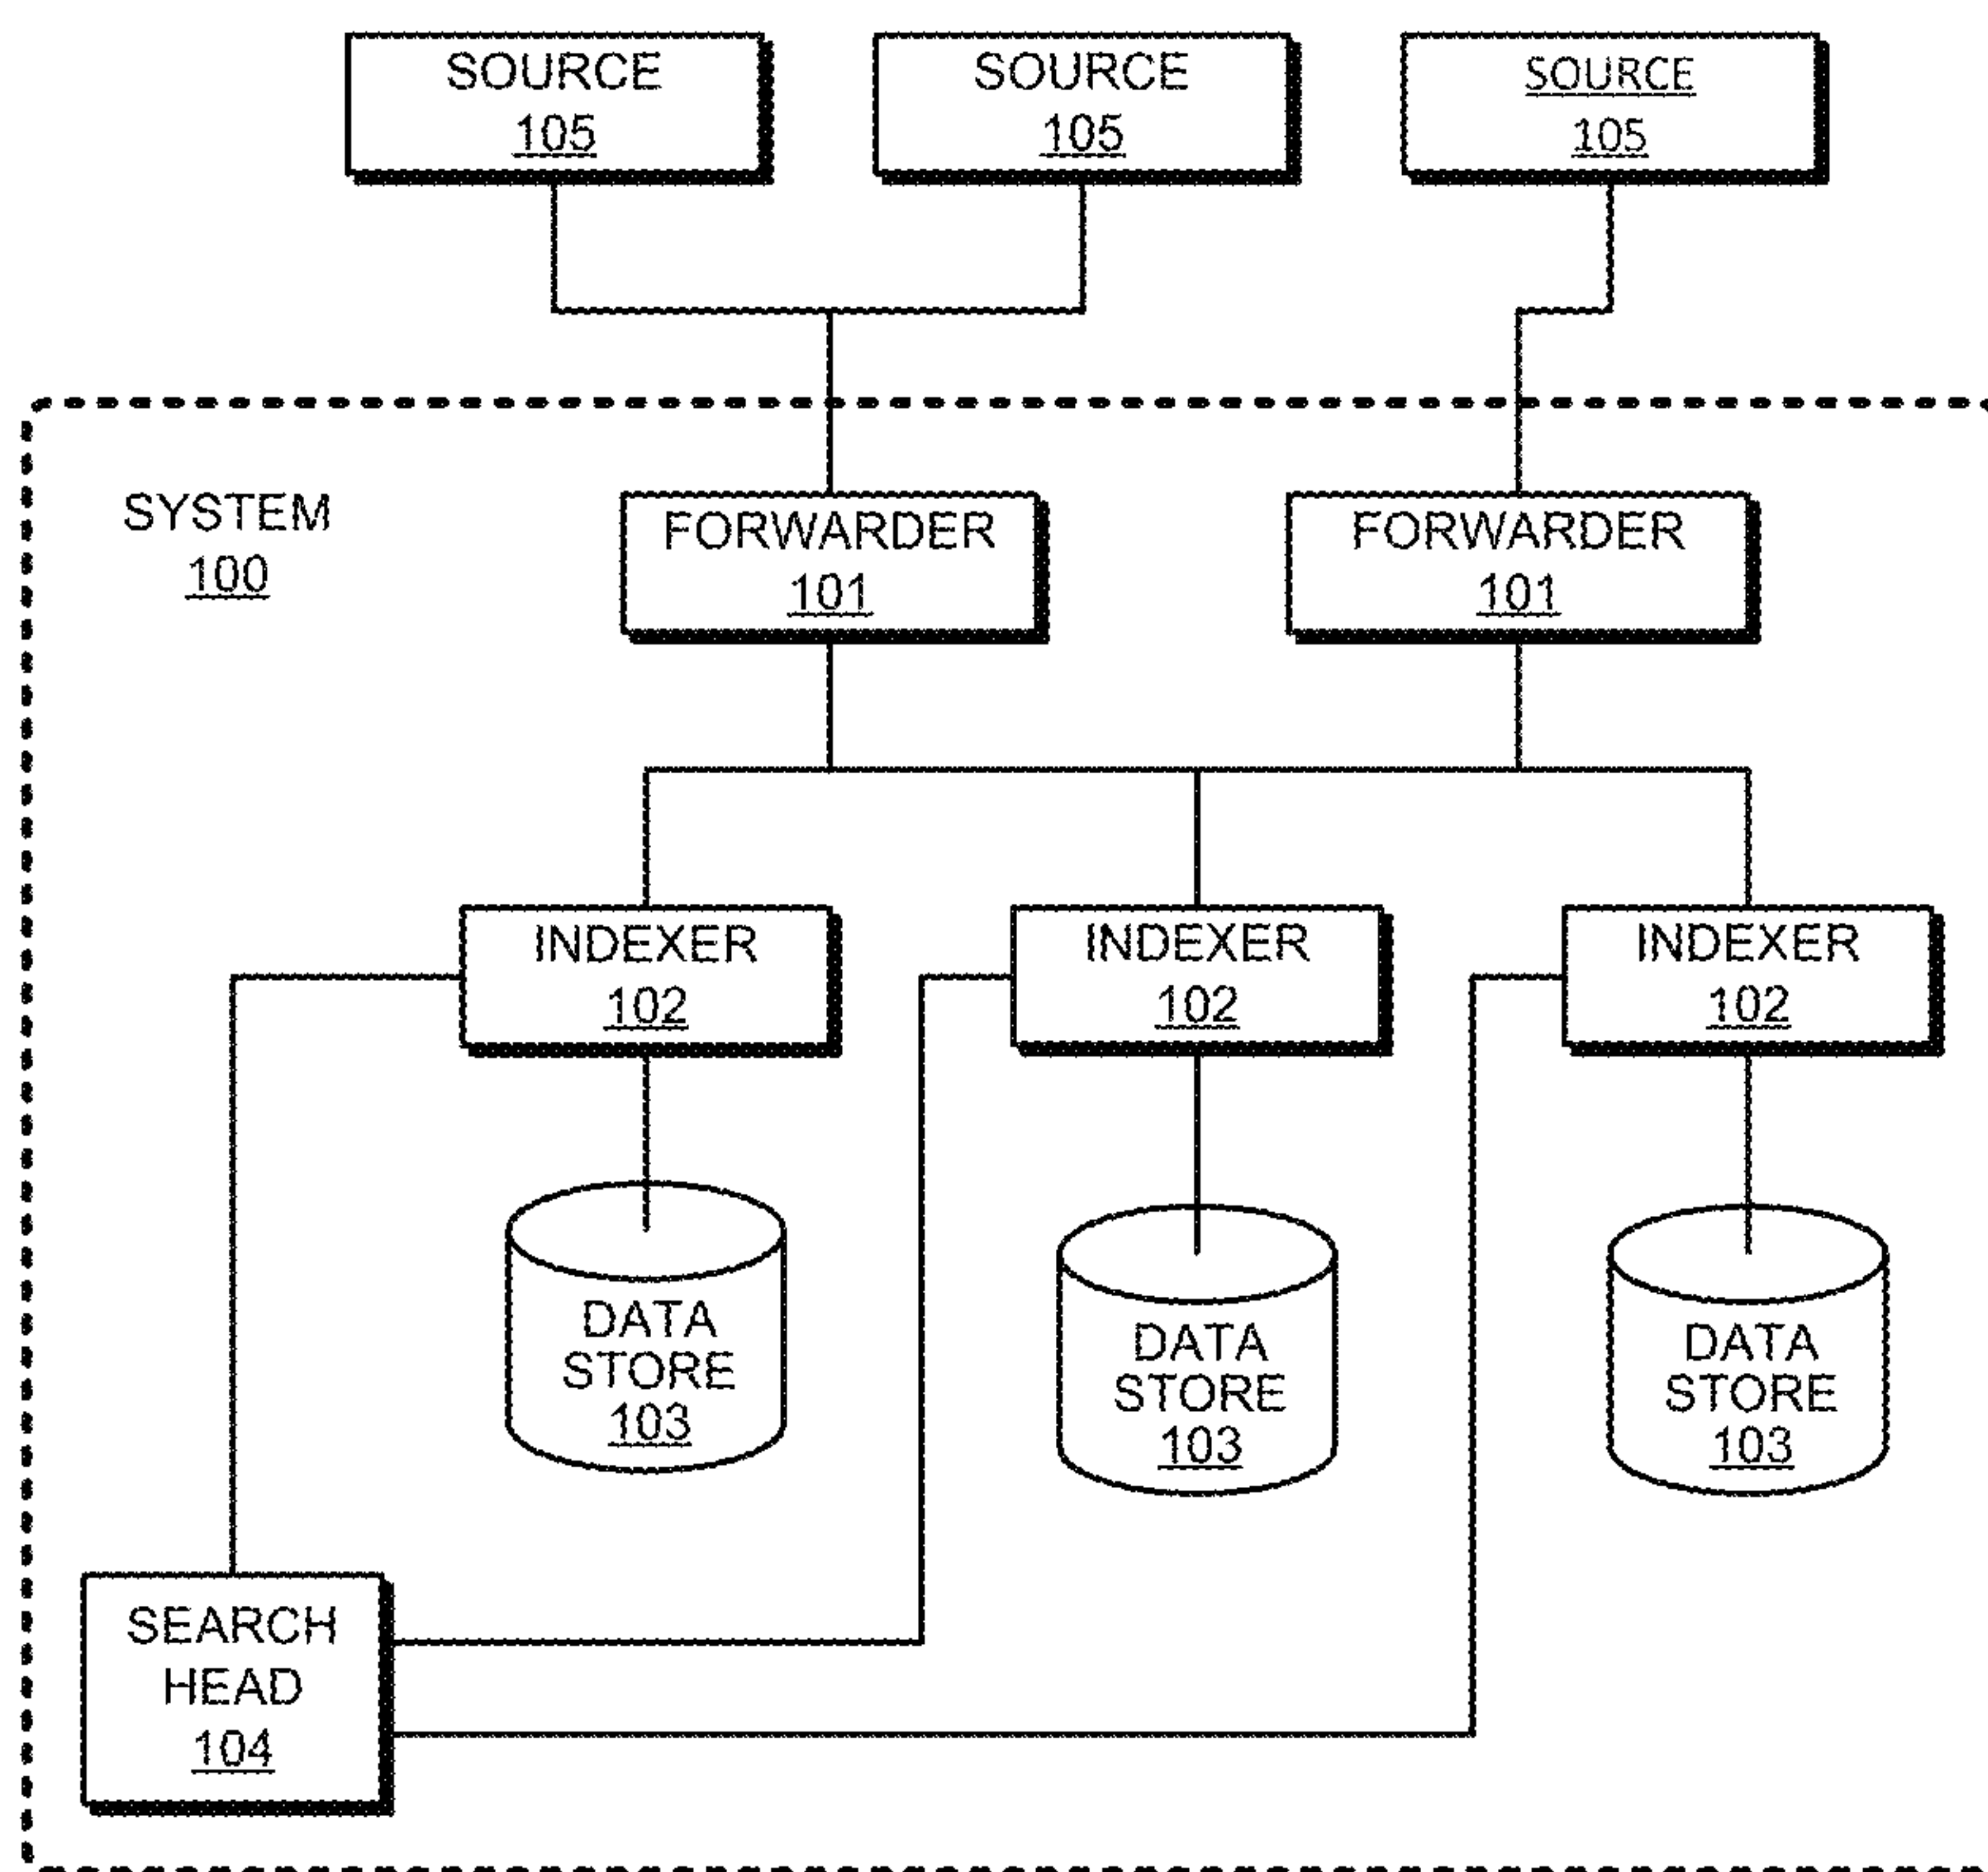 SOURCE
105
SOURCE
105
SOURCE
105
SYSTEM
100
FORWARDER
101
FORWARDER
101
INDEXER
102
INDEXER
102
INDEXER
102
DATA
STORE
103
DATA
STORE
103
DATA
STORE
103
SEARCH
HEAD
104